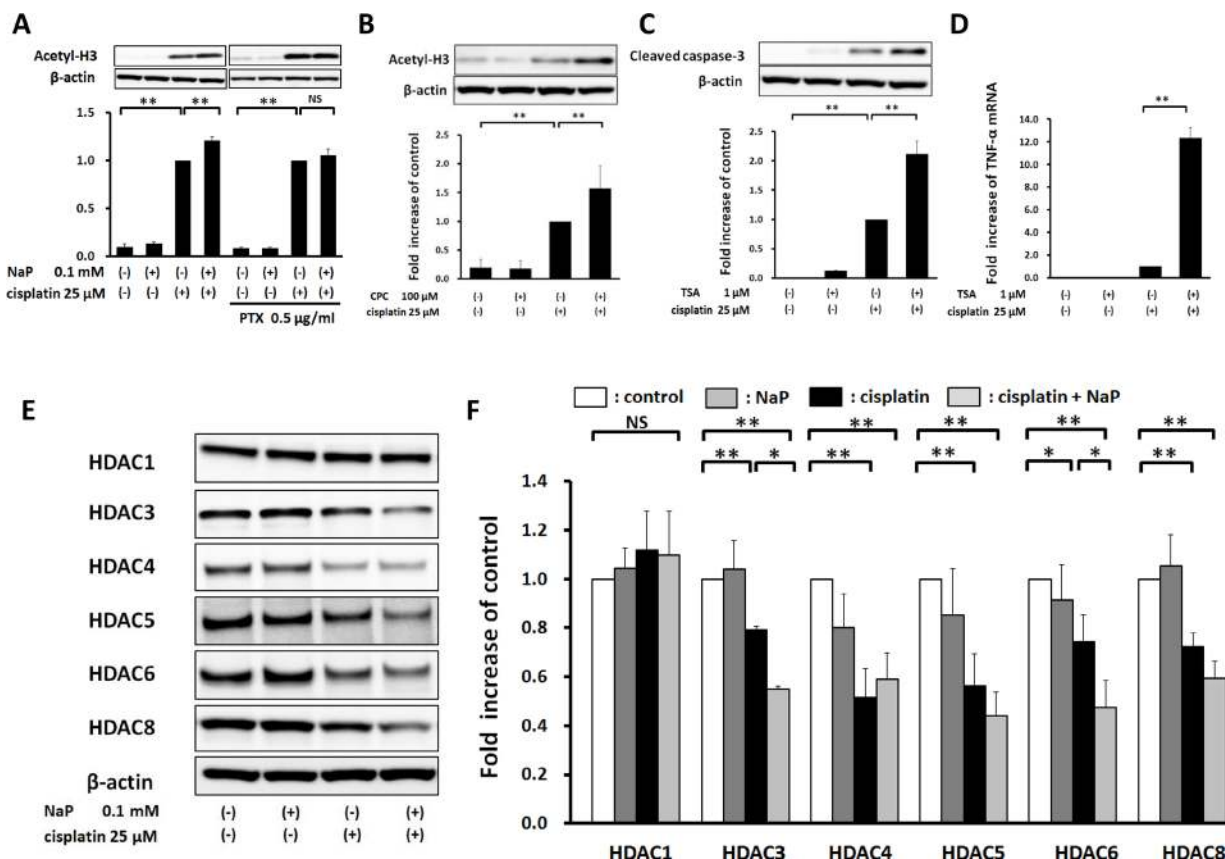 A
Acetyl-H3
β-actin
** ** ** NS
1.5
1.0
0.5
0.0
NaP 0.1 mM (-) (+) (-) (+) (-) (+) (-) (+)
cisplatin 25 μM (-) (-) (+) (+) (-) (-) (+) (+)
PTX 0.5 μg/ml
B
Acetyl-H3
β-actin
** **
Fold increase of control
2.5
2.0
1.5
1.0
0.5
0.0
CPC 100 μM (-) (+) (-) (+)
cisplatin 25 μM (-) (-) (+) (+)
C
Cleaved caspase-3
β-actin
** **
Fold increase of control
2.5
2.0
1.5
1.0
0.5
0.0
TSA 1 μM (-) (+) (-) (+)
cisplatin 25 μM (-) (-) (+) (+)
D
**
Fold increase of TNF-α mRNA
14.0
12.0
10.0
8.0
6.0
4.0
2.0
0.0
TSA 1 μM (-) (+) (-) (+)
cisplatin 25 μM (-) (-) (+) (+)
E
HDAC1
HDAC3
HDAC4
HDAC5
HDAC6
HDAC8
β-actin
NaP 0.1 mM (-) (+) (-) (+)
cisplatin 25 μM (-) (-) (+) (+)
F
: control : NaP : cisplatin : cisplatin + NaP
NS ** ** ** ** **
** * ** ** * * **
Fold increase of control
1.4
1.2
1.0
0.8
0.6
0.4
0.2
0.0
HDAC1 HDAC3 HDAC4 HDAC5 HDAC6 HDAC8